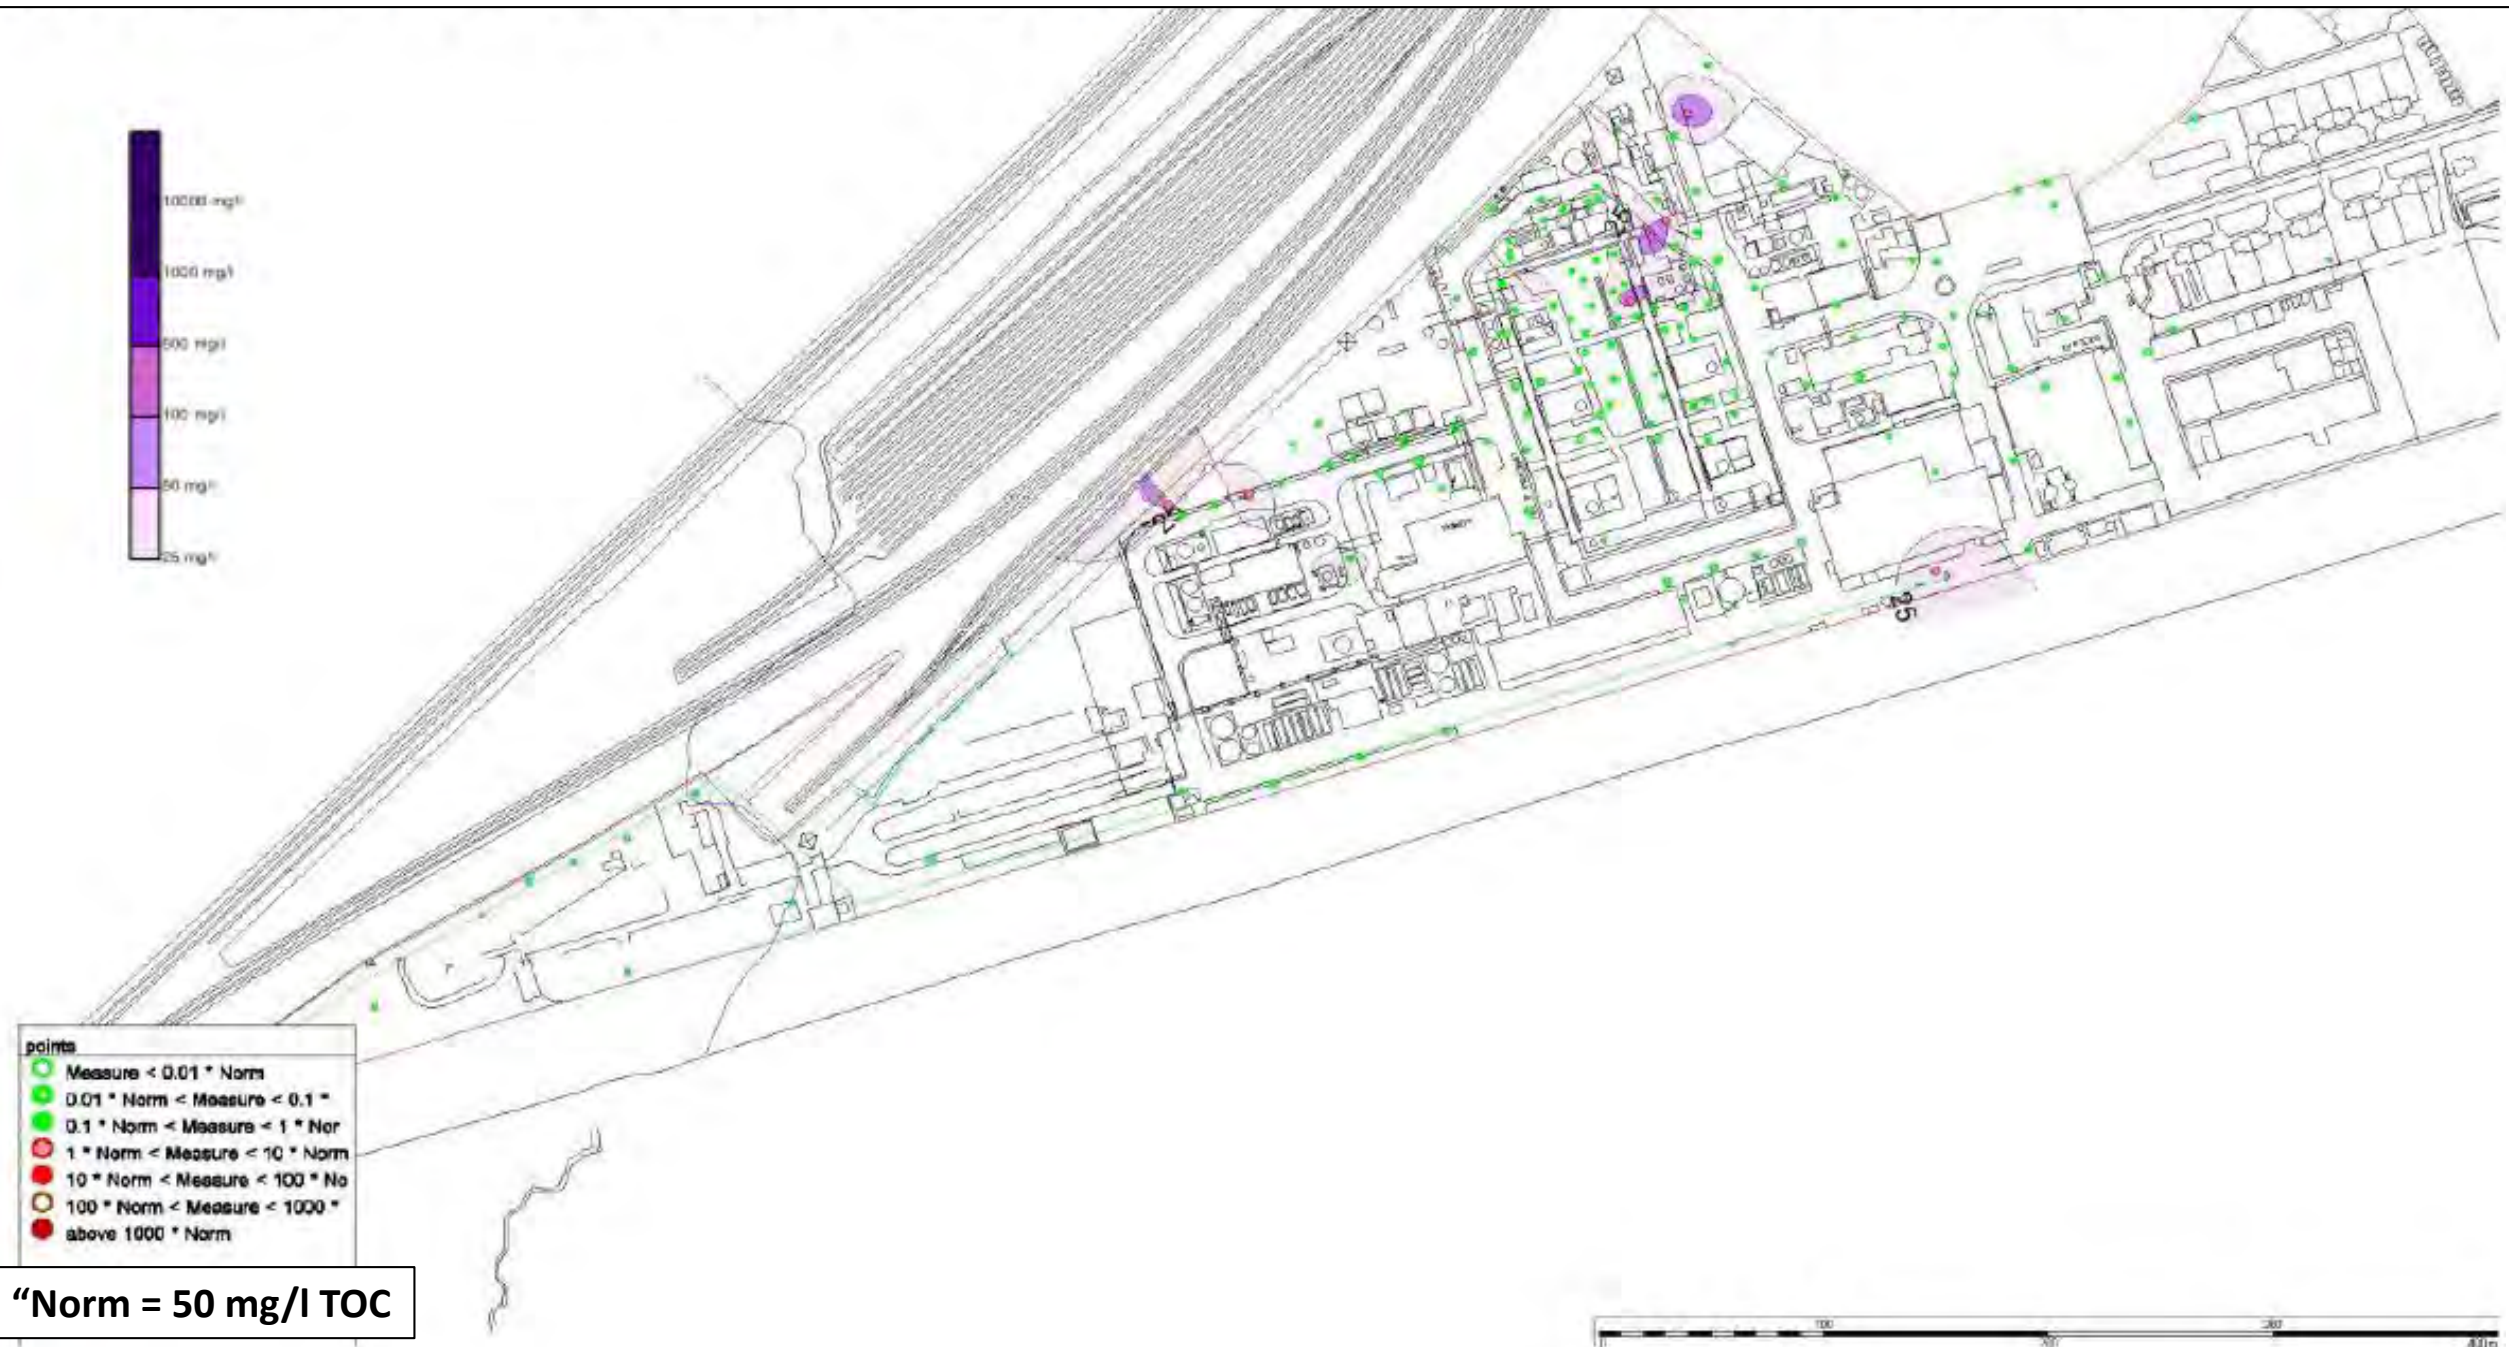 10000 mg/l
1000 mg/l
500 mg/l
100 mg/l
50 mg/l
25 mg/l
25
points
Measure < 0.01 * Norm
0.01 * Norm < Measure < 0.1 *
0.1 * Norm < Measure < 1 * Nor
1 * Norm < Measure < 10 * Norm
10 * Norm < Measure < 100 * No
100 * Norm < Measure < 1000 *
above 1000 * Norm
“Norm = 50 mg/l TOC
100